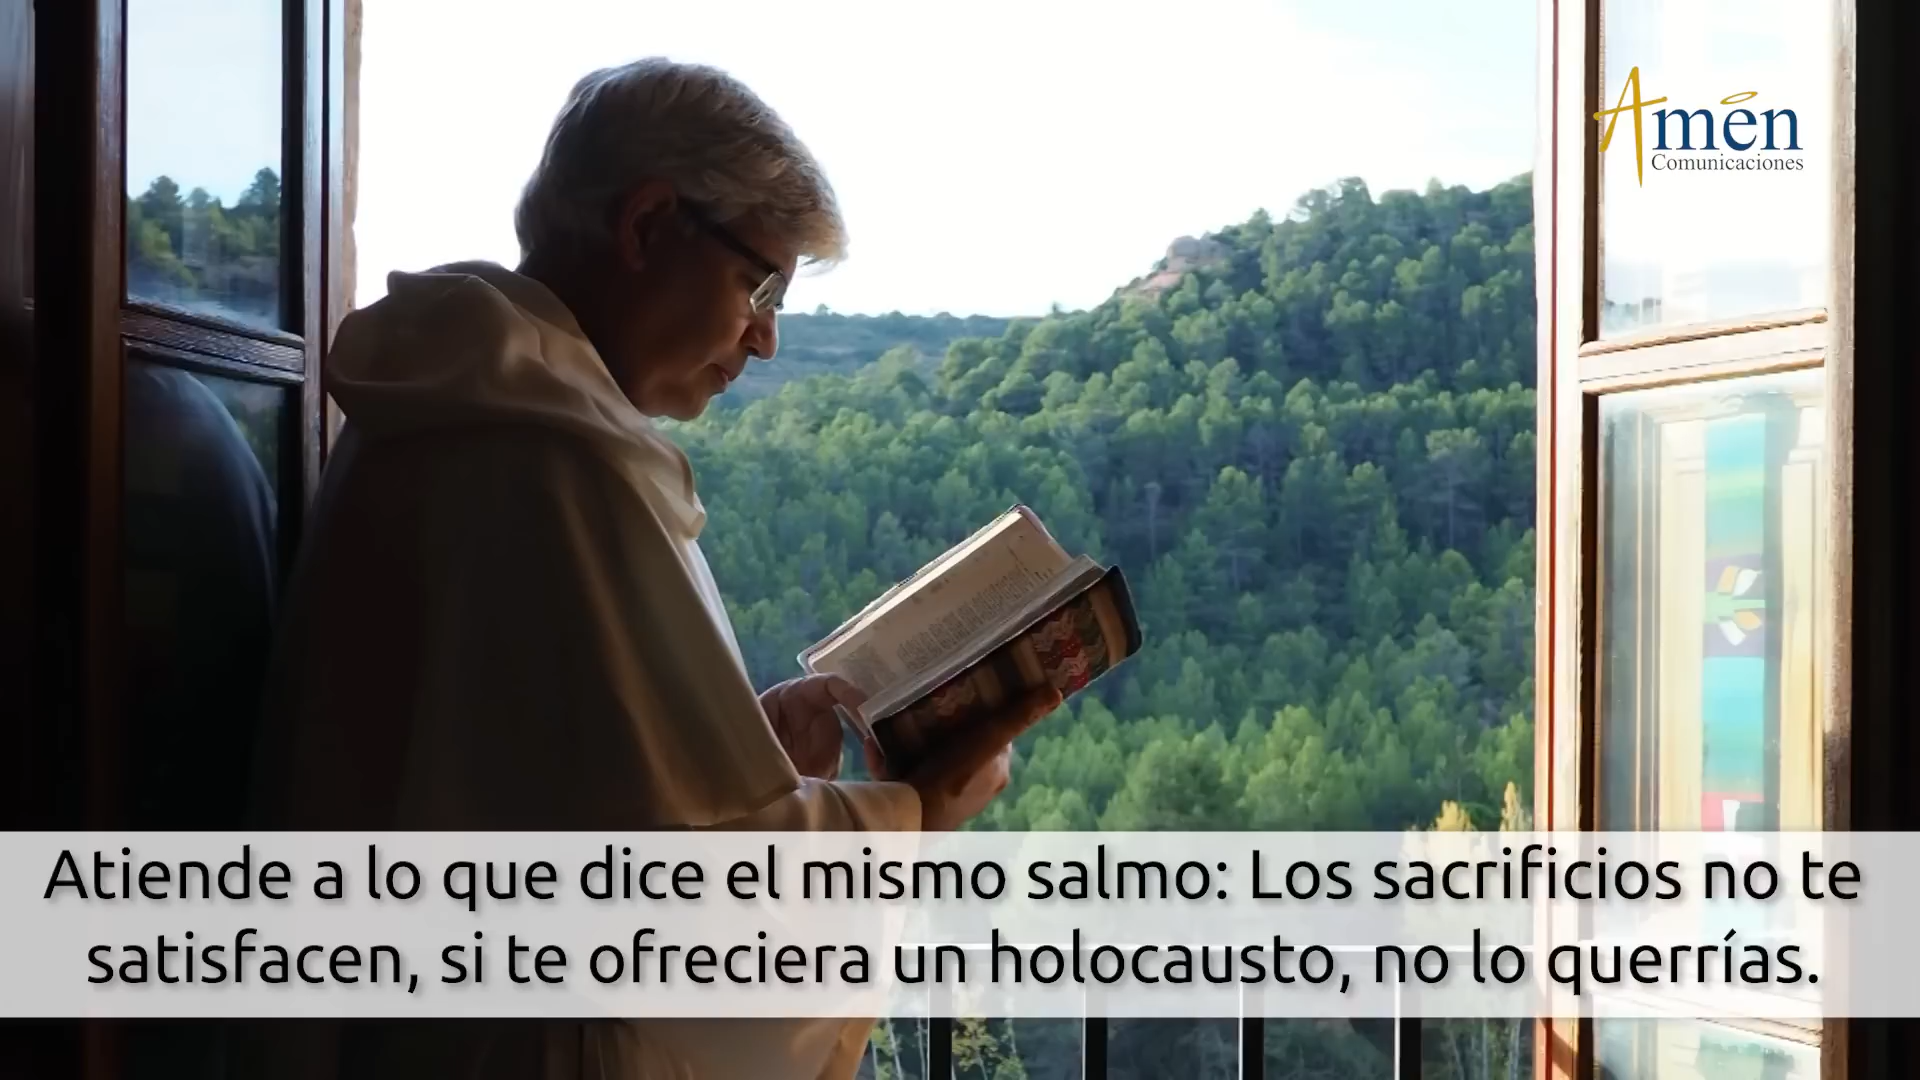 Amén
Comunicaciones
Atiende a lo que dice el mismo salmo: Los sacrificios no te
satisfacen, si te ofreciera un holocausto, no lo querrías.